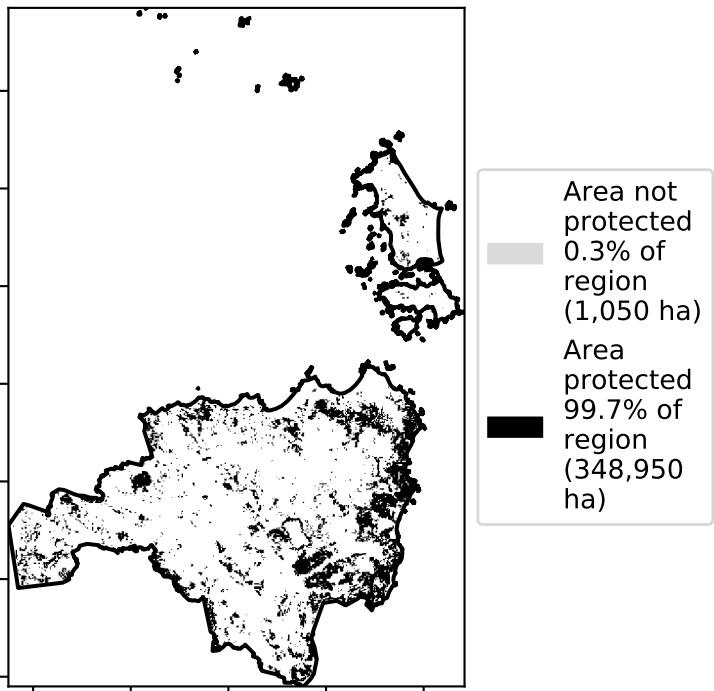 Area not
protected
0.3% of
region
(1,050 ha)
Area
protected
99.7% of
region
(348,950
ha)